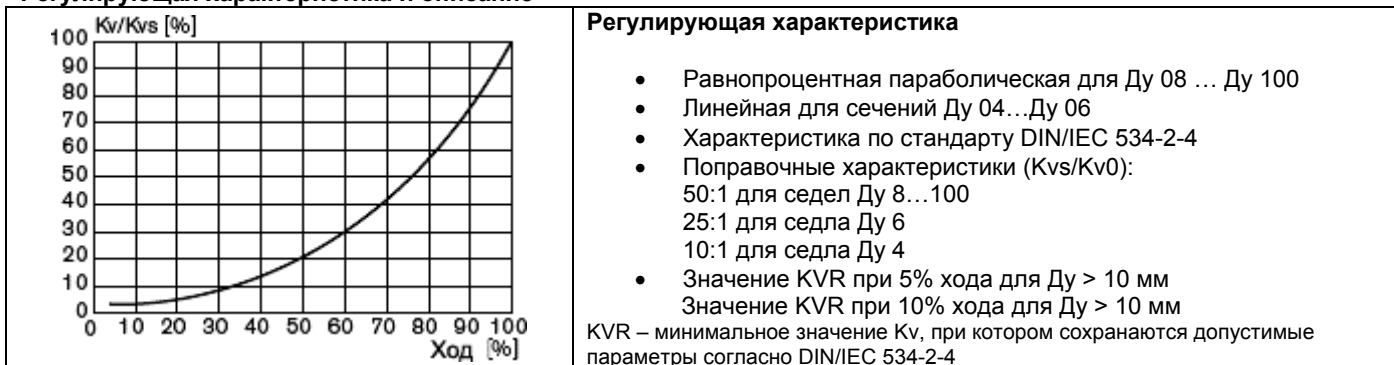 Kv/Kvs [%]
100
90
80
70
60
50
40
30
20
10
0
0 10 20 30 40 50 60 70 80 90 100
Ход [%]
Регулирующая характеристика
• Равнопроцентная параболическая для Ду 08 … Ду 100
• Линейная для сечений Ду 04…Ду 06
• Характеристика по стандарту DIN/IEC 534-2-4
• Поправочные характеристики (Kvs/Kv0):
50:1 для седел Ду 8…100
25:1 для седла Ду 6
10:1 для седла Ду 4
• Значение KVR при 5% хода для Ду > 10 мм
Значение KVR при 10% хода для Ду > 10 мм
KVR – минимальное значение Kv, при котором сохранаются допустимые
параметры согласно DIN/IEC 534-2-4